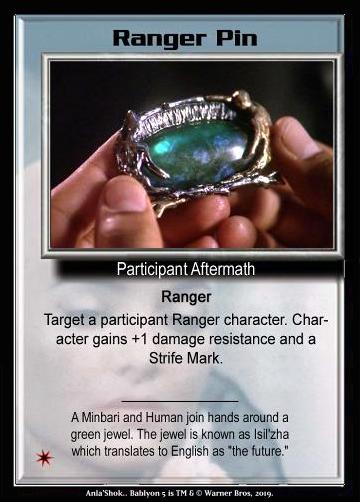 Ranger Pin
Participant Aftermath
Ranger
Target a participant Ranger character. Char-
acter gains +1 damage resistance and a
Strife Mark.
A Minbari and Human join hands around a
green jewel. The jewel is known as Isil'zha
which translates to English as "the future."
Anla'Shok.. Bablyon 5 is TM & © Warner Bros, 2019.